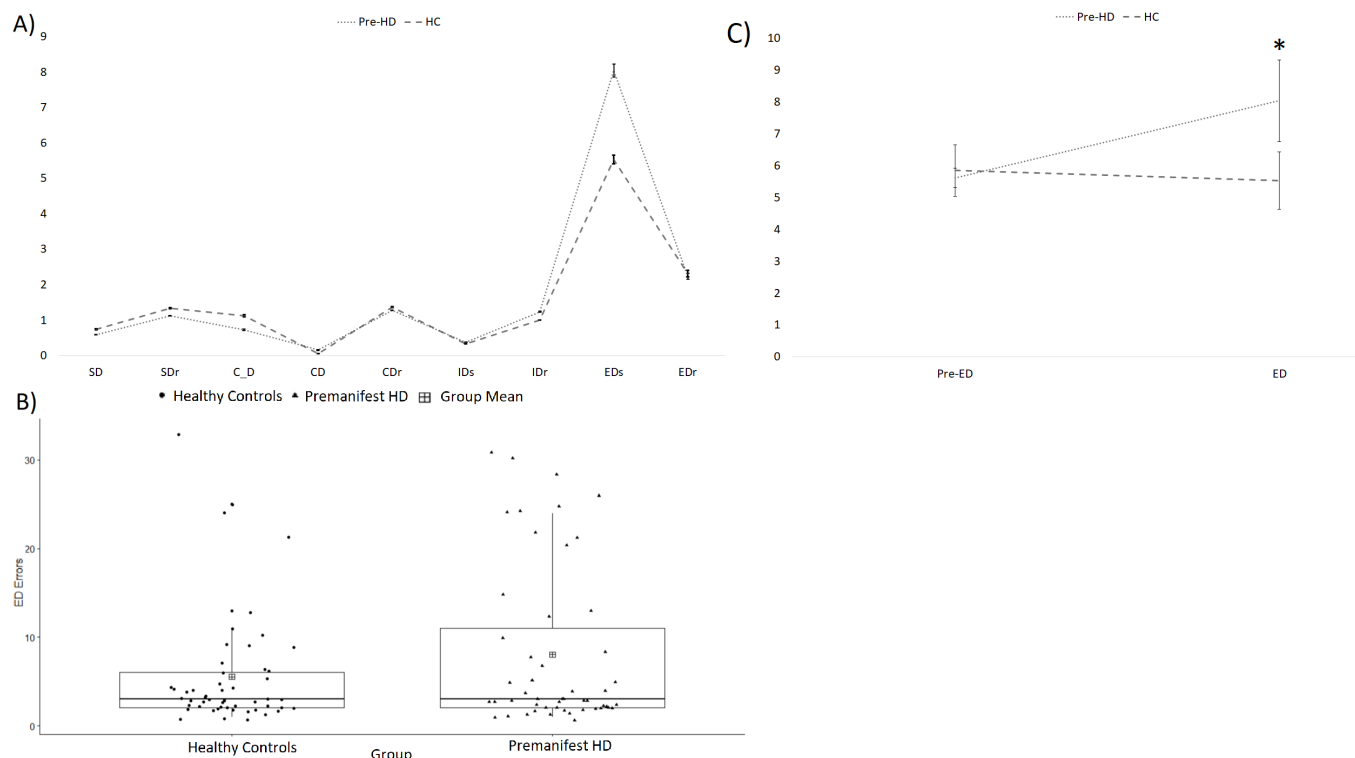 A)
Pre-HD HC
9
8
7
6
5
4
3
2
1
0
SD SDr C_D CD CDr IDs IDr EDs EDr
B)
Healthy Controls Premanifest HD Group Mean
ED Errors
30
20
10
0
Healthy Controls Premanifest HD
Group
C)
Pre-HD HC
10
9
8
7
6
5
4
3
2
1
0
*
Pre-ED ED